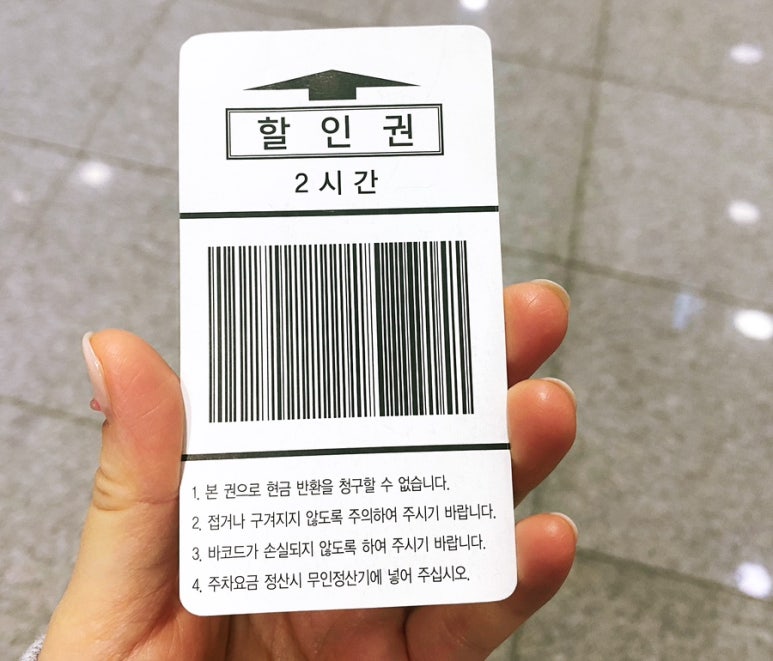 할 인 권
2 시 간
1. 본 권으로 현금 반환을 청구할 수 없습니다.
2. 접거나 구겨지지 않도록 주의하여 주시기 바랍니다.
3. 바코드가 손실되지 않도록 하여 주시기 바랍니다.
4. 주차요금 정산시 무인정산기에 넣어 주십시오.